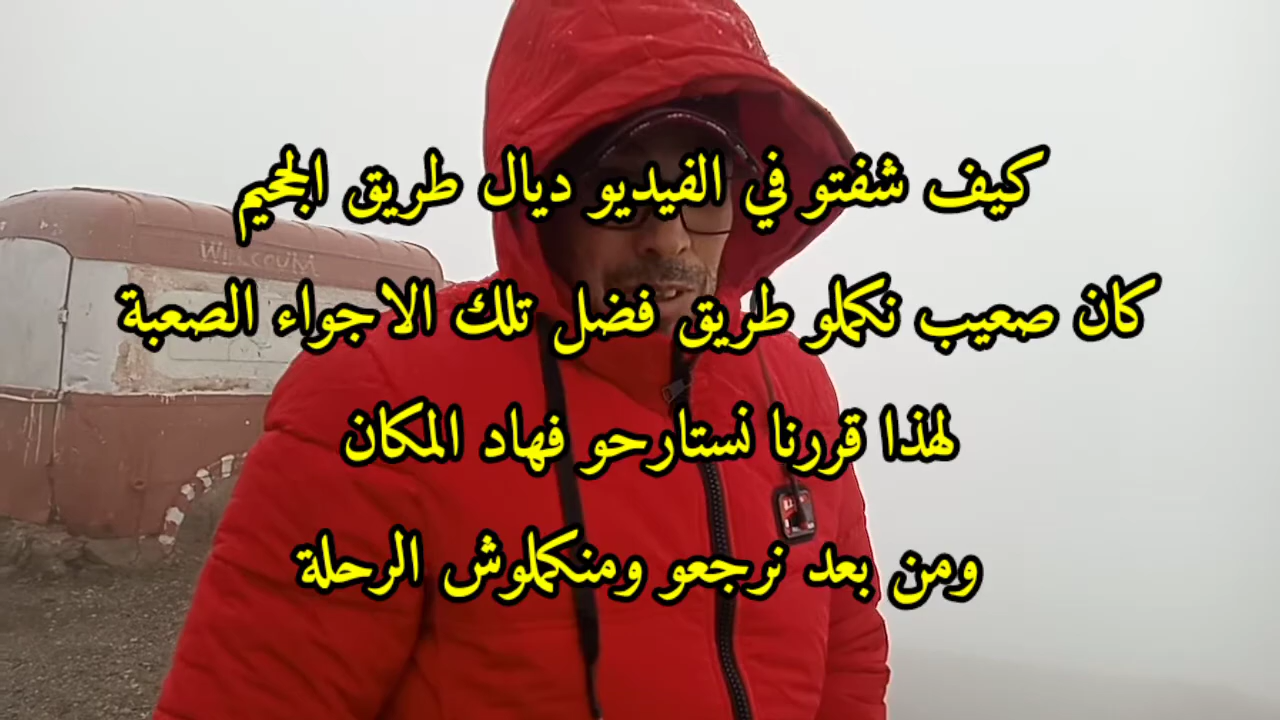 WELCOUM
كيف شفتو في الفيديو ديال طريق الجحيم
كان صعيب نكملو طريق فضل تلك الاجواء الصعبة
لهذا قررنا نستارحو فهاد المكان
ومن بعد نرجعو ومنكملوش الرحلة